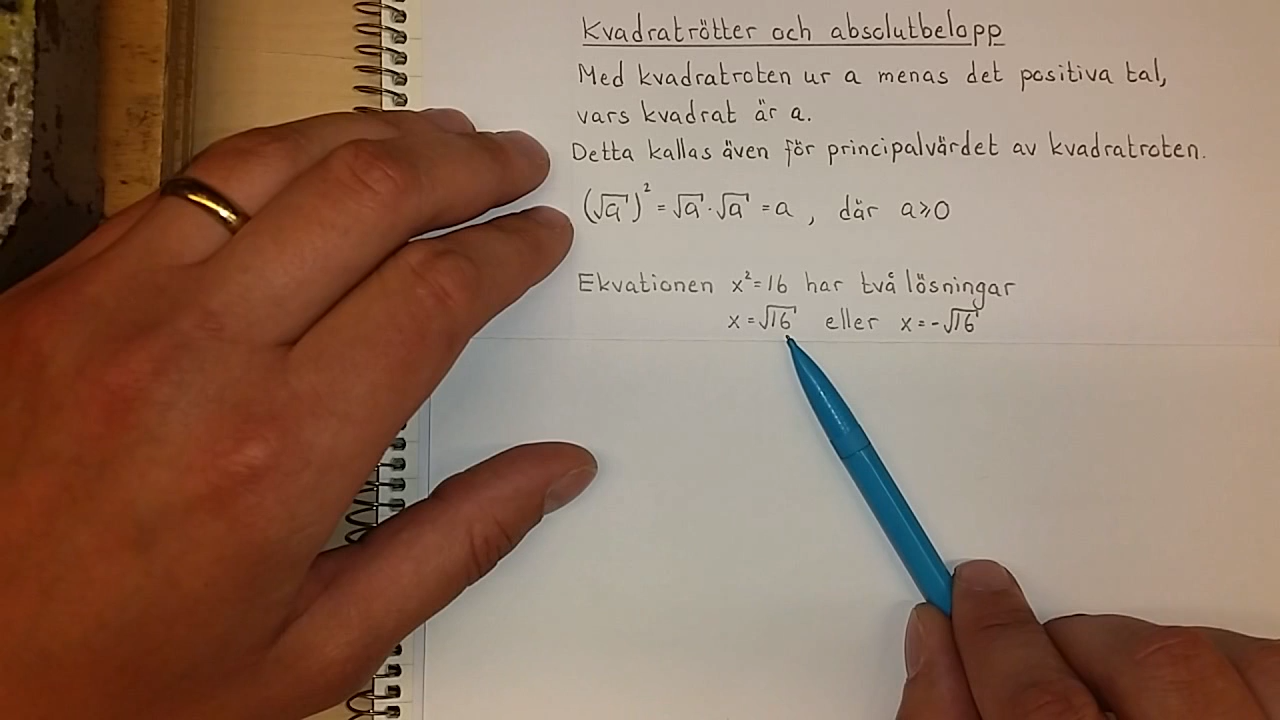 Kvadratrötter och absolutbelopp
Med kvadratroten ur a menas det positiva tal,
vars kvadrat är a.
Detta kallas även för principalvärdet av kvadratroten.
(√a)² = √a · √a = a , där a≥0
Ekvationen x² = 16 har två lösningar
x = √16 eller x = -√16